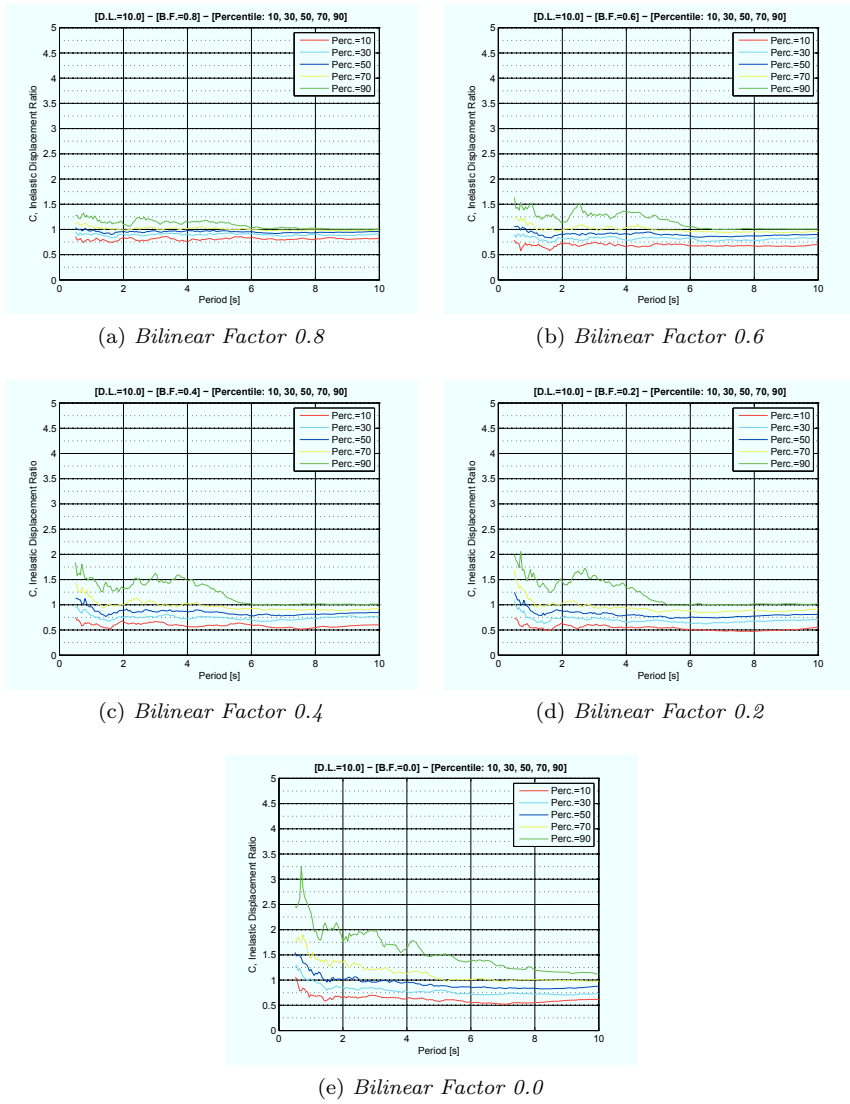 [D.L.=10.0] − [B.F.=0.8] − [Percentile: 10, 30, 50, 70, 90]
C, Inelastic Displacement Ratio
5
4.5
4
3.5
3
2.5
2
1.5
1
0.5
0
Perc.=10
Perc.=30
Perc.=50
Perc.=70
Perc.=90
0 2 4 6 8 10
Period [s]
(a) Bilinear Factor 0.8
[D.L.=10.0] − [B.F.=0.6] − [Percentile: 10, 30, 50, 70, 90]
C, Inelastic Displacement Ratio
5
4.5
4
3.5
3
2.5
2
1.5
1
0.5
0
Perc.=10
Perc.=30
Perc.=50
Perc.=70
Perc.=90
0 2 4 6 8 10
Period [s]
(b) Bilinear Factor 0.6
[D.L.=10.0] − [B.F.=0.4] − [Percentile: 10, 30, 50, 70, 90]
C, Inelastic Displacement Ratio
5
4.5
4
3.5
3
2.5
2
1.5
1
0.5
0
Perc.=10
Perc.=30
Perc.=50
Perc.=70
Perc.=90
0 2 4 6 8 10
Period [s]
(c) Bilinear Factor 0.4
[D.L.=10.0] − [B.F.=0.2] − [Percentile: 10, 30, 50, 70, 90]
C, Inelastic Displacement Ratio
5
4.5
4
3.5
3
2.5
2
1.5
1
0.5
0
Perc.=10
Perc.=30
Perc.=50
Perc.=70
Perc.=90
0 2 4 6 8 10
Period [s]
(d) Bilinear Factor 0.2
[D.L.=10.0] − [B.F.=0.0] − [Percentile: 10, 30, 50, 70, 90]
C, Inelastic Displacement Ratio
5
4.5
4
3.5
3
2.5
2
1.5
1
0.5
0
Perc.=10
Perc.=30
Perc.=50
Perc.=70
Perc.=90
0 2 4 6 8 10
Period [s]
(e) Bilinear Factor 0.0